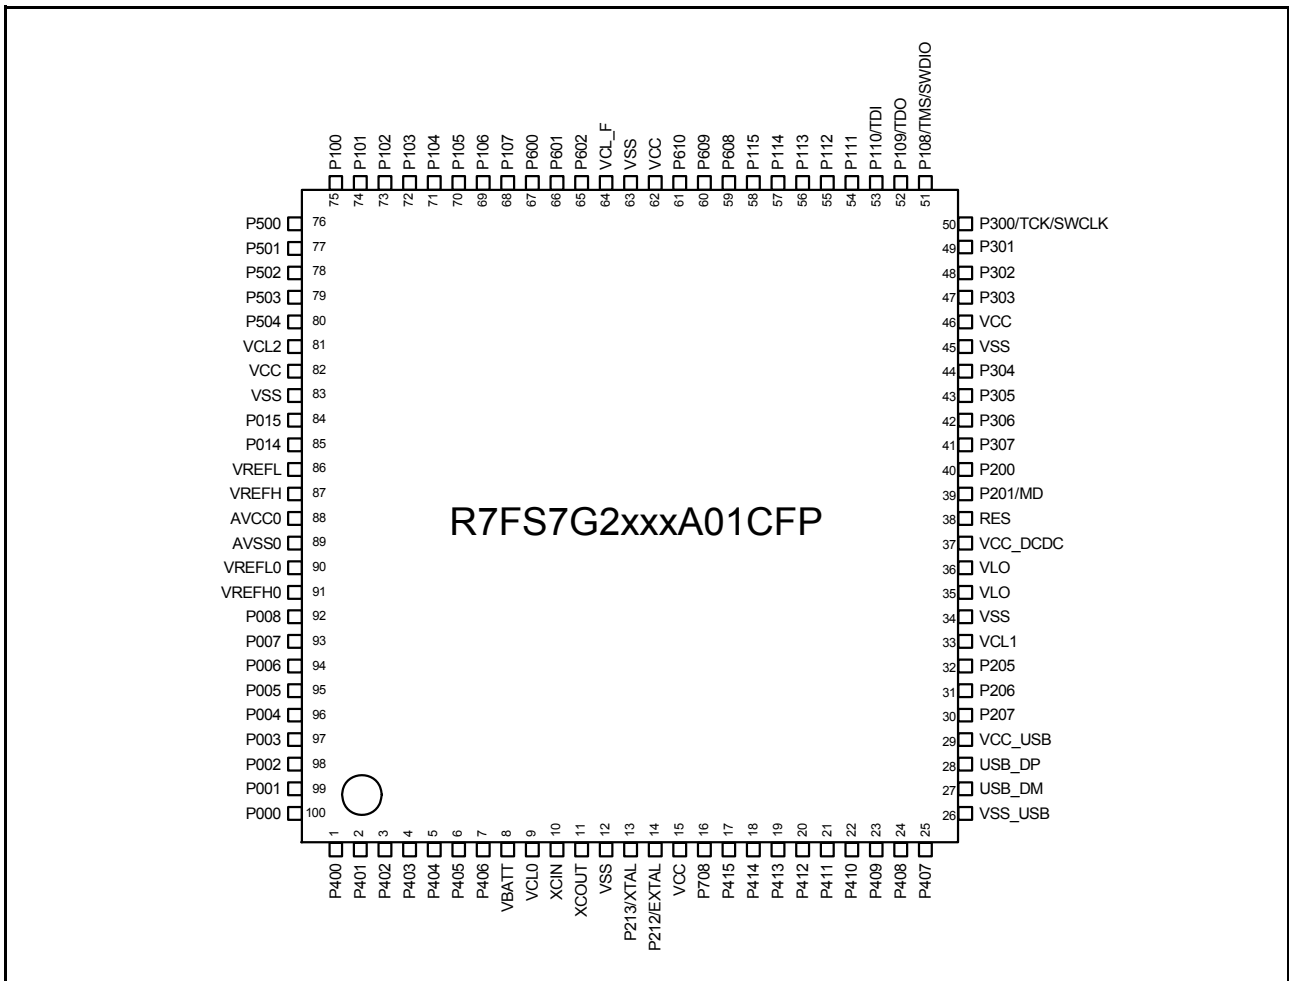 P100
P101
P102
P103
P104
P105
P106
P107
P600
P601
P602
VCL_F
VSS
VCC
P610
P609
P608
P115
P114
P113
P112
P111
P110/TDI
P109/TDO
P108/TMS/SWDIO
75
74
73
72
71
70
69
68
67
66
65
64
63
62
61
60
59
58
57
56
55
54
53
52
51
P500 76
P501 77
P502 78
P503 79
P504 80
VCL2 81
VCC 82
VSS 83
P015 84
P014 85
VREFL 86
VREFH 87
AVCC0 88
AVSS0 89
VREFL0 90
VREFH0 91
P008 92
P007 93
P006 94
P005 95
P004 96
P003 97
P002 98
P001 99
P000 100
R7FS7G2xxxA01CFP
50 P300/TCK/SWCLK
49 P301
48 P302
47 P303
46 VCC
45 VSS
44 P304
43 P305
42 P306
41 P307
40 P200
39 P201/MD
38 RES
37 VCC_DCDC
36 VLO
35 VLO
34 VSS
33 VCL1
32 P205
31 P206
30 P207
29 VCC_USB
28 USB_DP
27 USB_DM
26 VSS_USB
1
2
3
4
5
6
7
8
9
10
11
12
13
14
15
16
17
18
19
20
21
22
23
24
25
P400
P401
P402
P403
P404
P405
P406
VBATT
VCL0
XCIN
XCOUT
VSS
P213/XTAL
P212/EXTAL
VCC
P708
P415
P414
P413
P412
P411
P410
P409
P408
P407